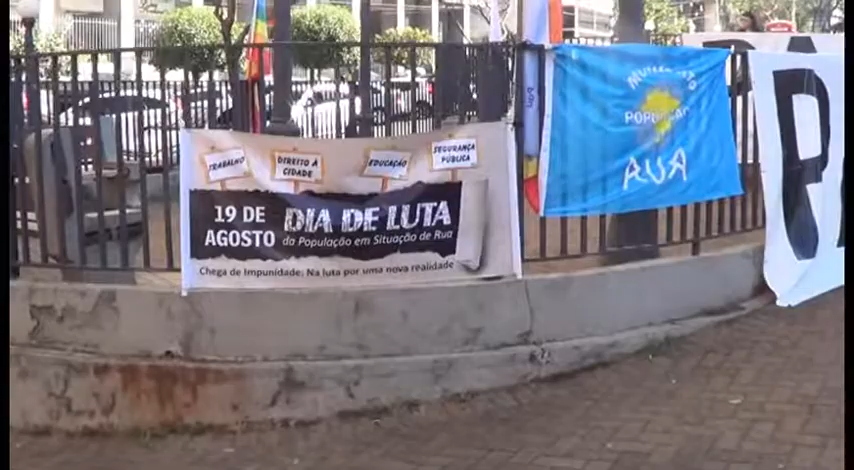 TRABALHO
DIREITO À
CIDADE
EDUCAÇÃO
SEGURANÇA
PÚBLICA
19 DE
AGOSTO
DIA DE LUTA
da População em Situação de Rua
Chega de Impunidade. Na luta por uma nova realidade
POPULAÇÃO
RUA